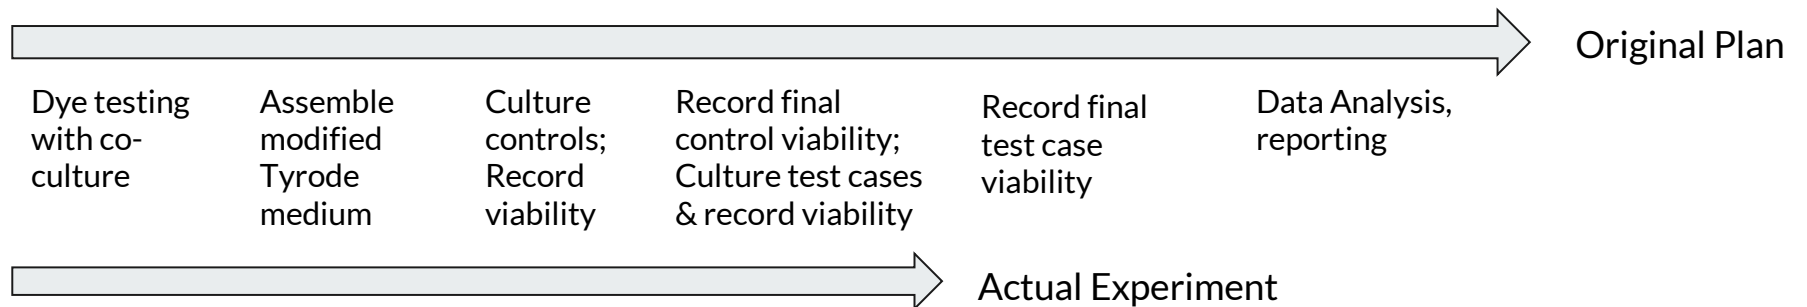 Original Plan
Dye testing
with co-
culture
Assemble
modified
Tyrode
medium
Culture
controls;
Record
viability
Record final
control viability;
Culture test cases
& record viability
Record final
test case
viability
Data Analysis,
reporting
Actual Experiment